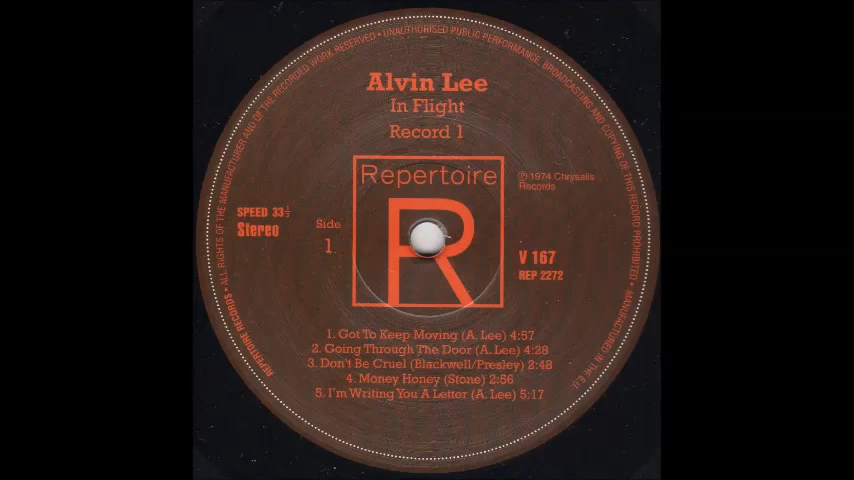 • ALL RIGHTS OF THE MANUFACTURER AND OF THE RECORDED WORK RESERVED • UNAUTHORISED PUBLIC PERFORMANCE, BROADCASTING AND COPYING OF THIS RECORD PROHIBITED • MANUFACTURED IN THE E.U.
REPERTOIRE RECORDS
Alvin Lee
In Flight
Record 1
Repertoire
R
℗ 1974 Chrysalis
Records
SPEED 33⅓
Stereo
Side
1
V 167
REP 2272
1. Got To Keep Moving (A. Lee) 4:57
2. Going Through The Door (A. Lee) 4:28
3. Don't Be Cruel (Blackwell/Presley) 2:48
4. Money Honey (Stone) 2:56
5. I'm Writing You A Letter (A. Lee) 5:17